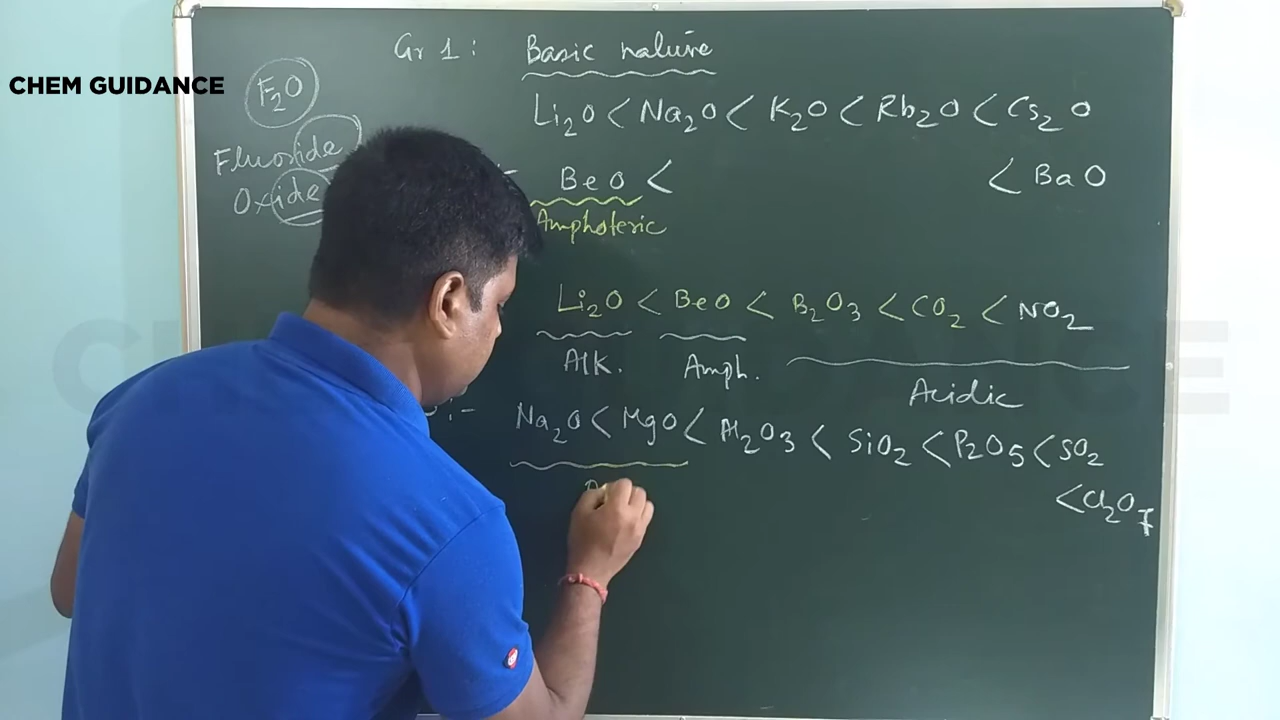 CHEM GUIDANCE
Gr 1 : Basic nature
F₂O
Li₂O < Na₂O < K₂O < Rb₂O < Cs₂O
Fluoride
Oxide
BeO < < BaO
Amphoteric
Li₂O < BeO < B₂O₃ < CO₂ < NO₂
Alk. Amph. Acidic
Na₂O < MgO < Al₂O₃ < SiO₂ < P₂O₅ < SO₂
< Cl₂O₇